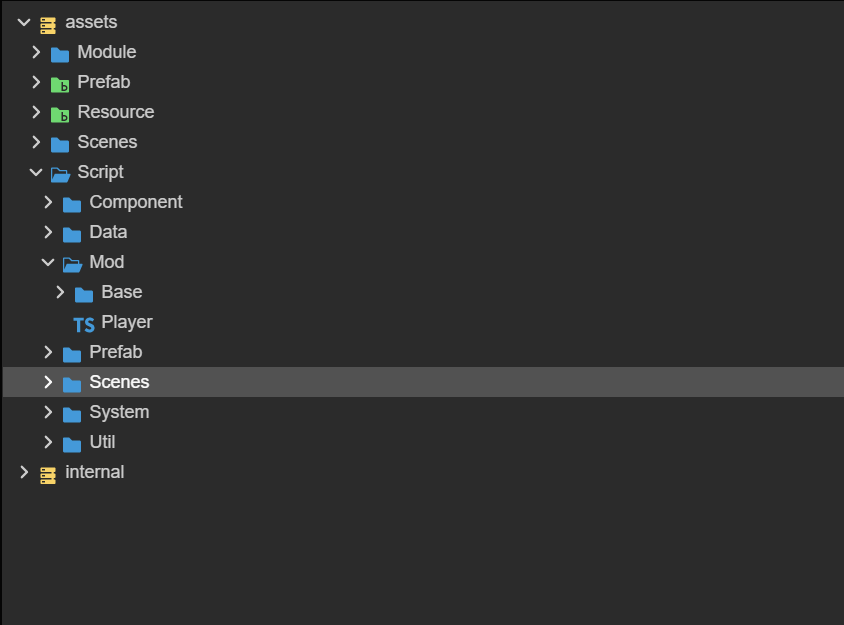 assets
Module
Prefab
Resource
Scenes
Script
Component
Data
Mod
Base
TS Player
Prefab
Scenes
System
Util
internal